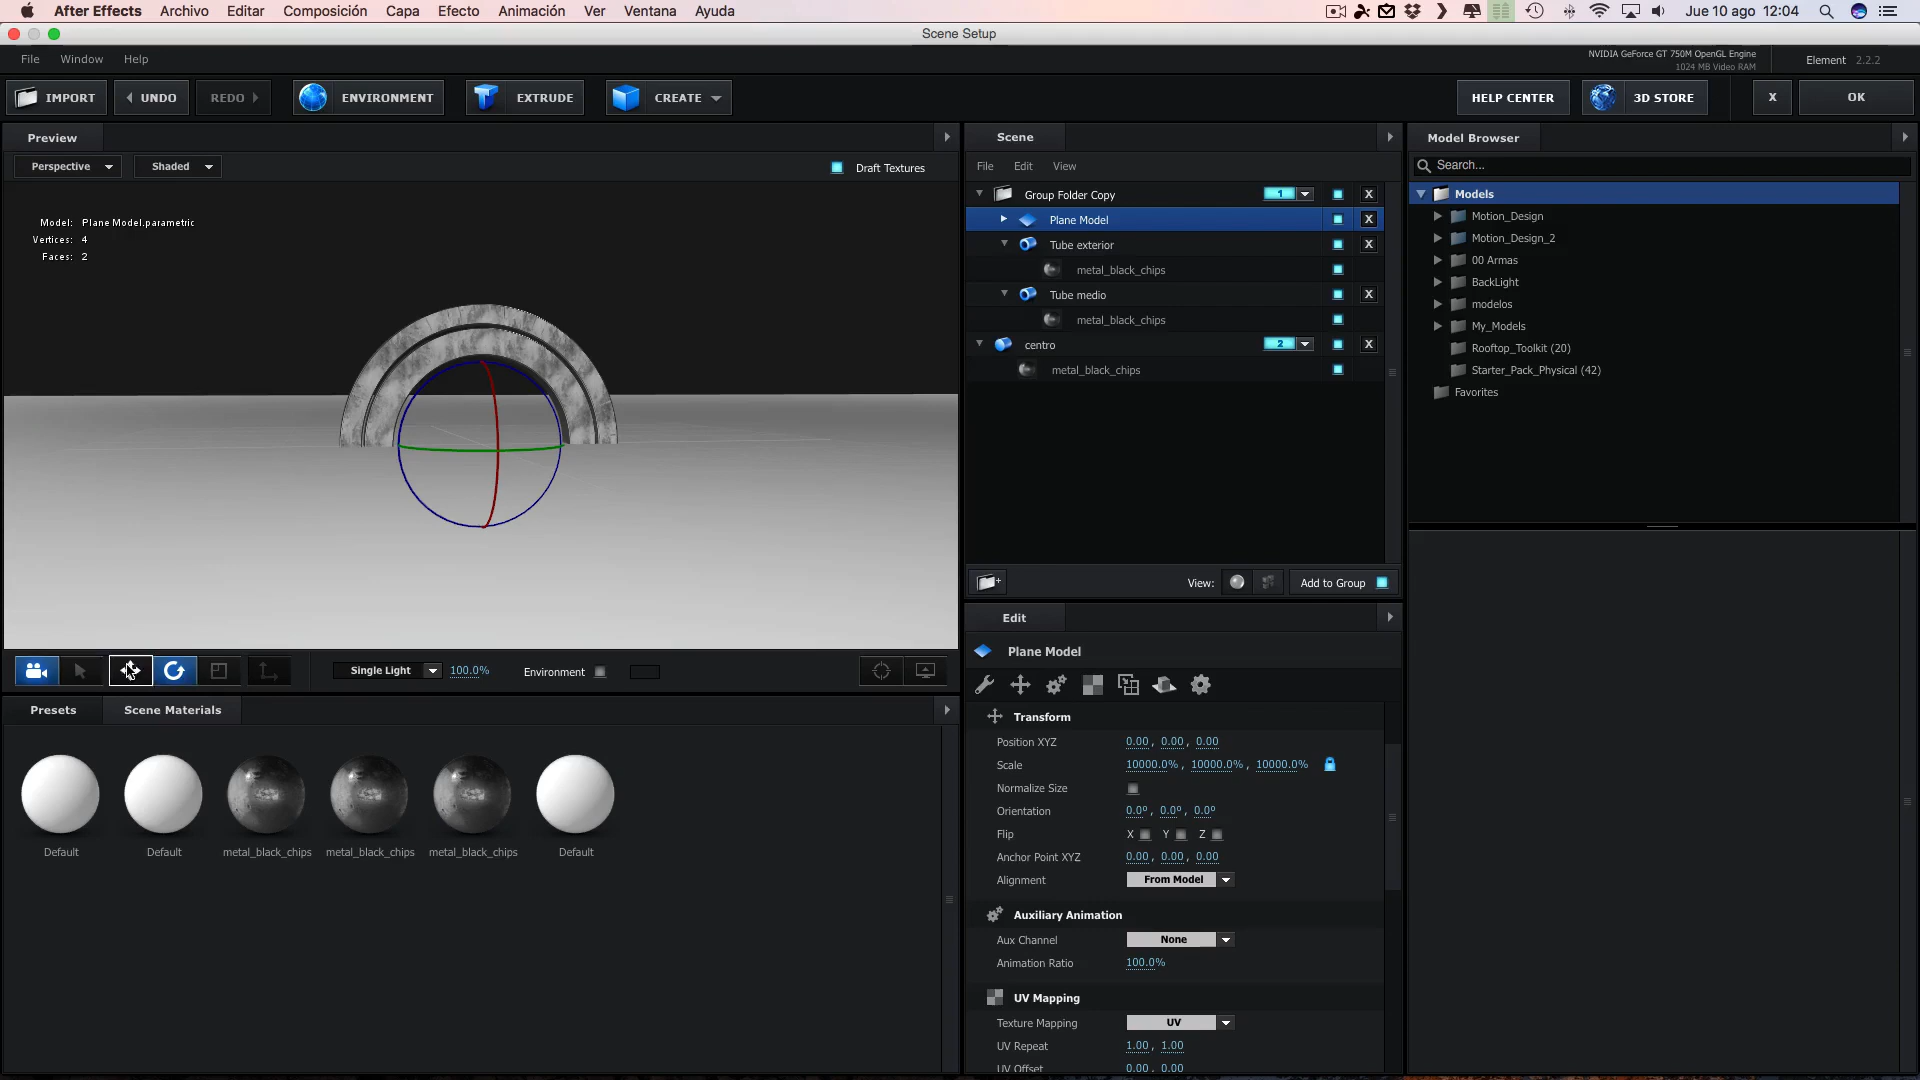 After Effects Archivo Editar Composición Capa Efecto Animación Ver Ventana Ayuda Jue 10 ago 12:04
Scene Setup
File Window Help
NVIDIA GeForce GT 750M OpenGL Engine
1024 MB Video RAM
Element 2.2.2
IMPORT UNDO REDO ENVIRONMENT EXTRUDE CREATE HELP CENTER 3D STORE X OK
Preview
Perspective Shaded Draft Textures
Model: Plane Model.parametric
Vertices: 4
Faces: 2
Single Light 100.0% Environment
Presets Scene Materials
Default Default metal_black_chips metal_black_chips metal_black_chips Default
Scene
File Edit View
Group Folder Copy 1 X
Plane Model X
Tube exterior X
metal_black_chips
Tube medio X
metal_black_chips
centro 2 X
metal_black_chips
View: Add to Group
Edit
Plane Model
Transform
Position XYZ 0.00, 0.00, 0.00
Scale 10000.0%, 10000.0%, 10000.0%
Normalize Size
Orientation 0.0º, 0.0º, 0.0º
Flip X Y Z
Anchor Point XYZ 0.00, 0.00, 0.00
Alignment From Model
Auxiliary Animation
Aux Channel None
Animation Ratio 100.0%
UV Mapping
Texture Mapping UV
UV Repeat 1.00, 1.00
UV Offset 0.00, 0.00
Model Browser
Search...
Models
Motion_Design
Motion_Design_2
00 Armas
BackLight
modelos
My_Models
Rooftop_Toolkit (20)
Starter_Pack_Physical (42)
Favorites